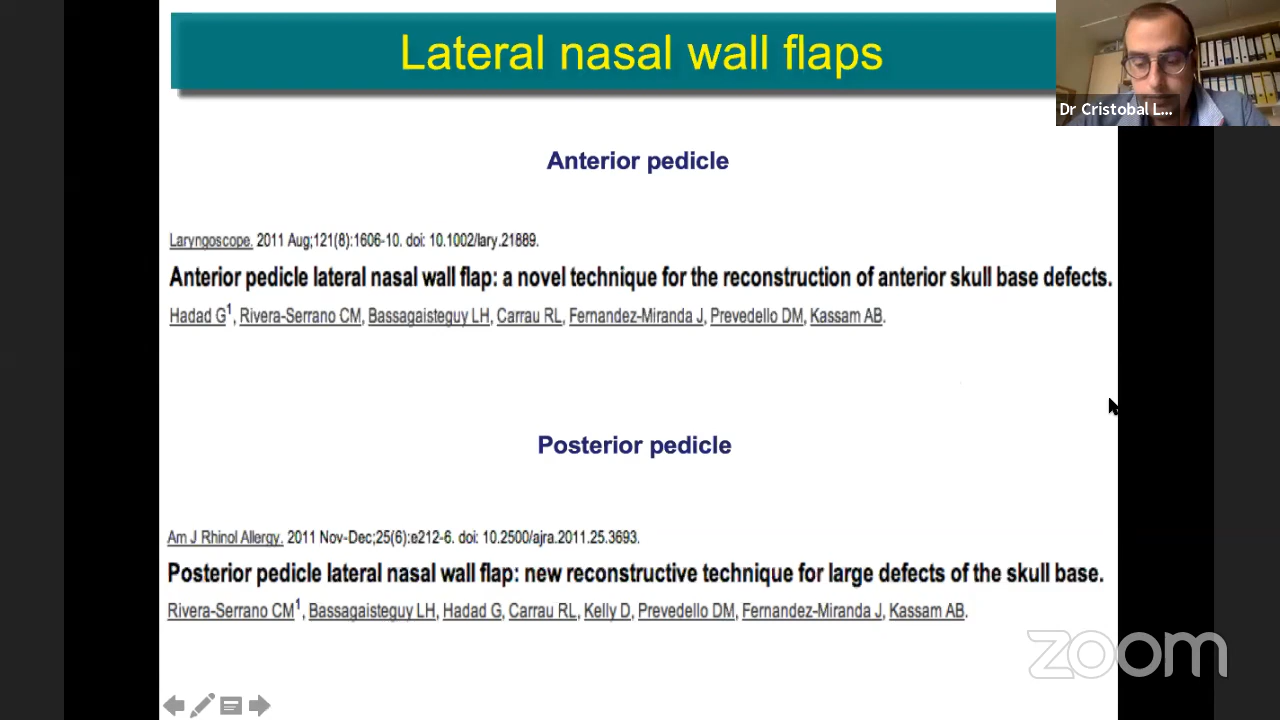 Lateral nasal wall flaps
Dr Cristobal L...
Anterior pedicle
Laryngoscope. 2011 Aug;121(8):1606-10. doi: 10.1002/lary.21889.
Anterior pedicle lateral nasal wall flap: a novel technique for the reconstruction of anterior skull base defects.
Hadad G1, Rivera-Serrano CM, Bassagaisteguy LH, Carrau RL, Fernandez-Miranda J, Prevedello DM, Kassam AB.
Posterior pedicle
Am J Rhinol Allergy. 2011 Nov-Dec;25(6):e212-6. doi: 10.2500/ajra.2011.25.3693.
Posterior pedicle lateral nasal wall flap: new reconstructive technique for large defects of the skull base.
Rivera-Serrano CM1, Bassagaisteguy LH, Hadad G, Carrau RL, Kelly D, Prevedello DM, Fernandez-Miranda J, Kassam AB.
zoom